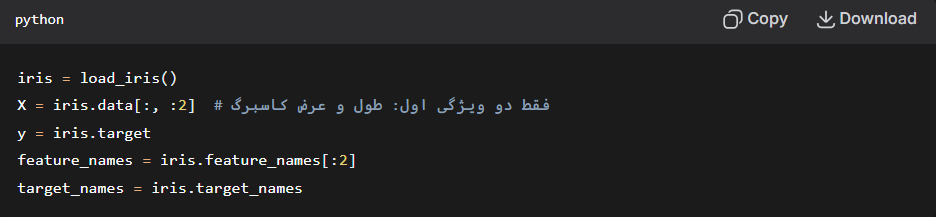 python
Copy
Download
iris = load_iris()
X = iris.data[:, :2]  # فقط دو ویژگی اول: طول و عرض کاسبرگ
y = iris.target
feature_names = iris.feature_names[:2]
target_names = iris.target_names